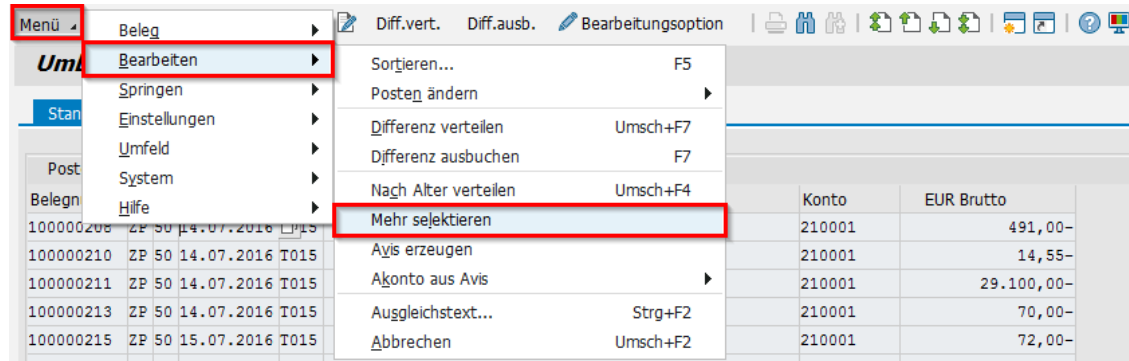 Menü Diff.vert. Diff.ausb. Bearbeitungsoption
Beleg
Bearbeiten
Springen
Einstellungen
Umfeld
System
Hilfe
Sortieren... F5
Posten ändern
Differenz verteilen Umsch+F7
Differenz ausbuchen F7
Nach Alter verteilen Umsch+F4
Mehr selektieren
Avis erzeugen
Akonto aus Avis
Ausgleichstext... Strg+F2
Abbrechen Umsch+F2
Stan
Post
Belegn Konto EUR Brutto
100000208 ZP 50 14.07.2016 T015 210001 491,00-
100000210 ZP 50 14.07.2016 T015 210001 14,55-
100000211 ZP 50 14.07.2016 T015 210001 29.100,00-
100000213 ZP 50 14.07.2016 T015 210001 70,00-
100000215 ZP 50 15.07.2016 T015 210001 72,00-